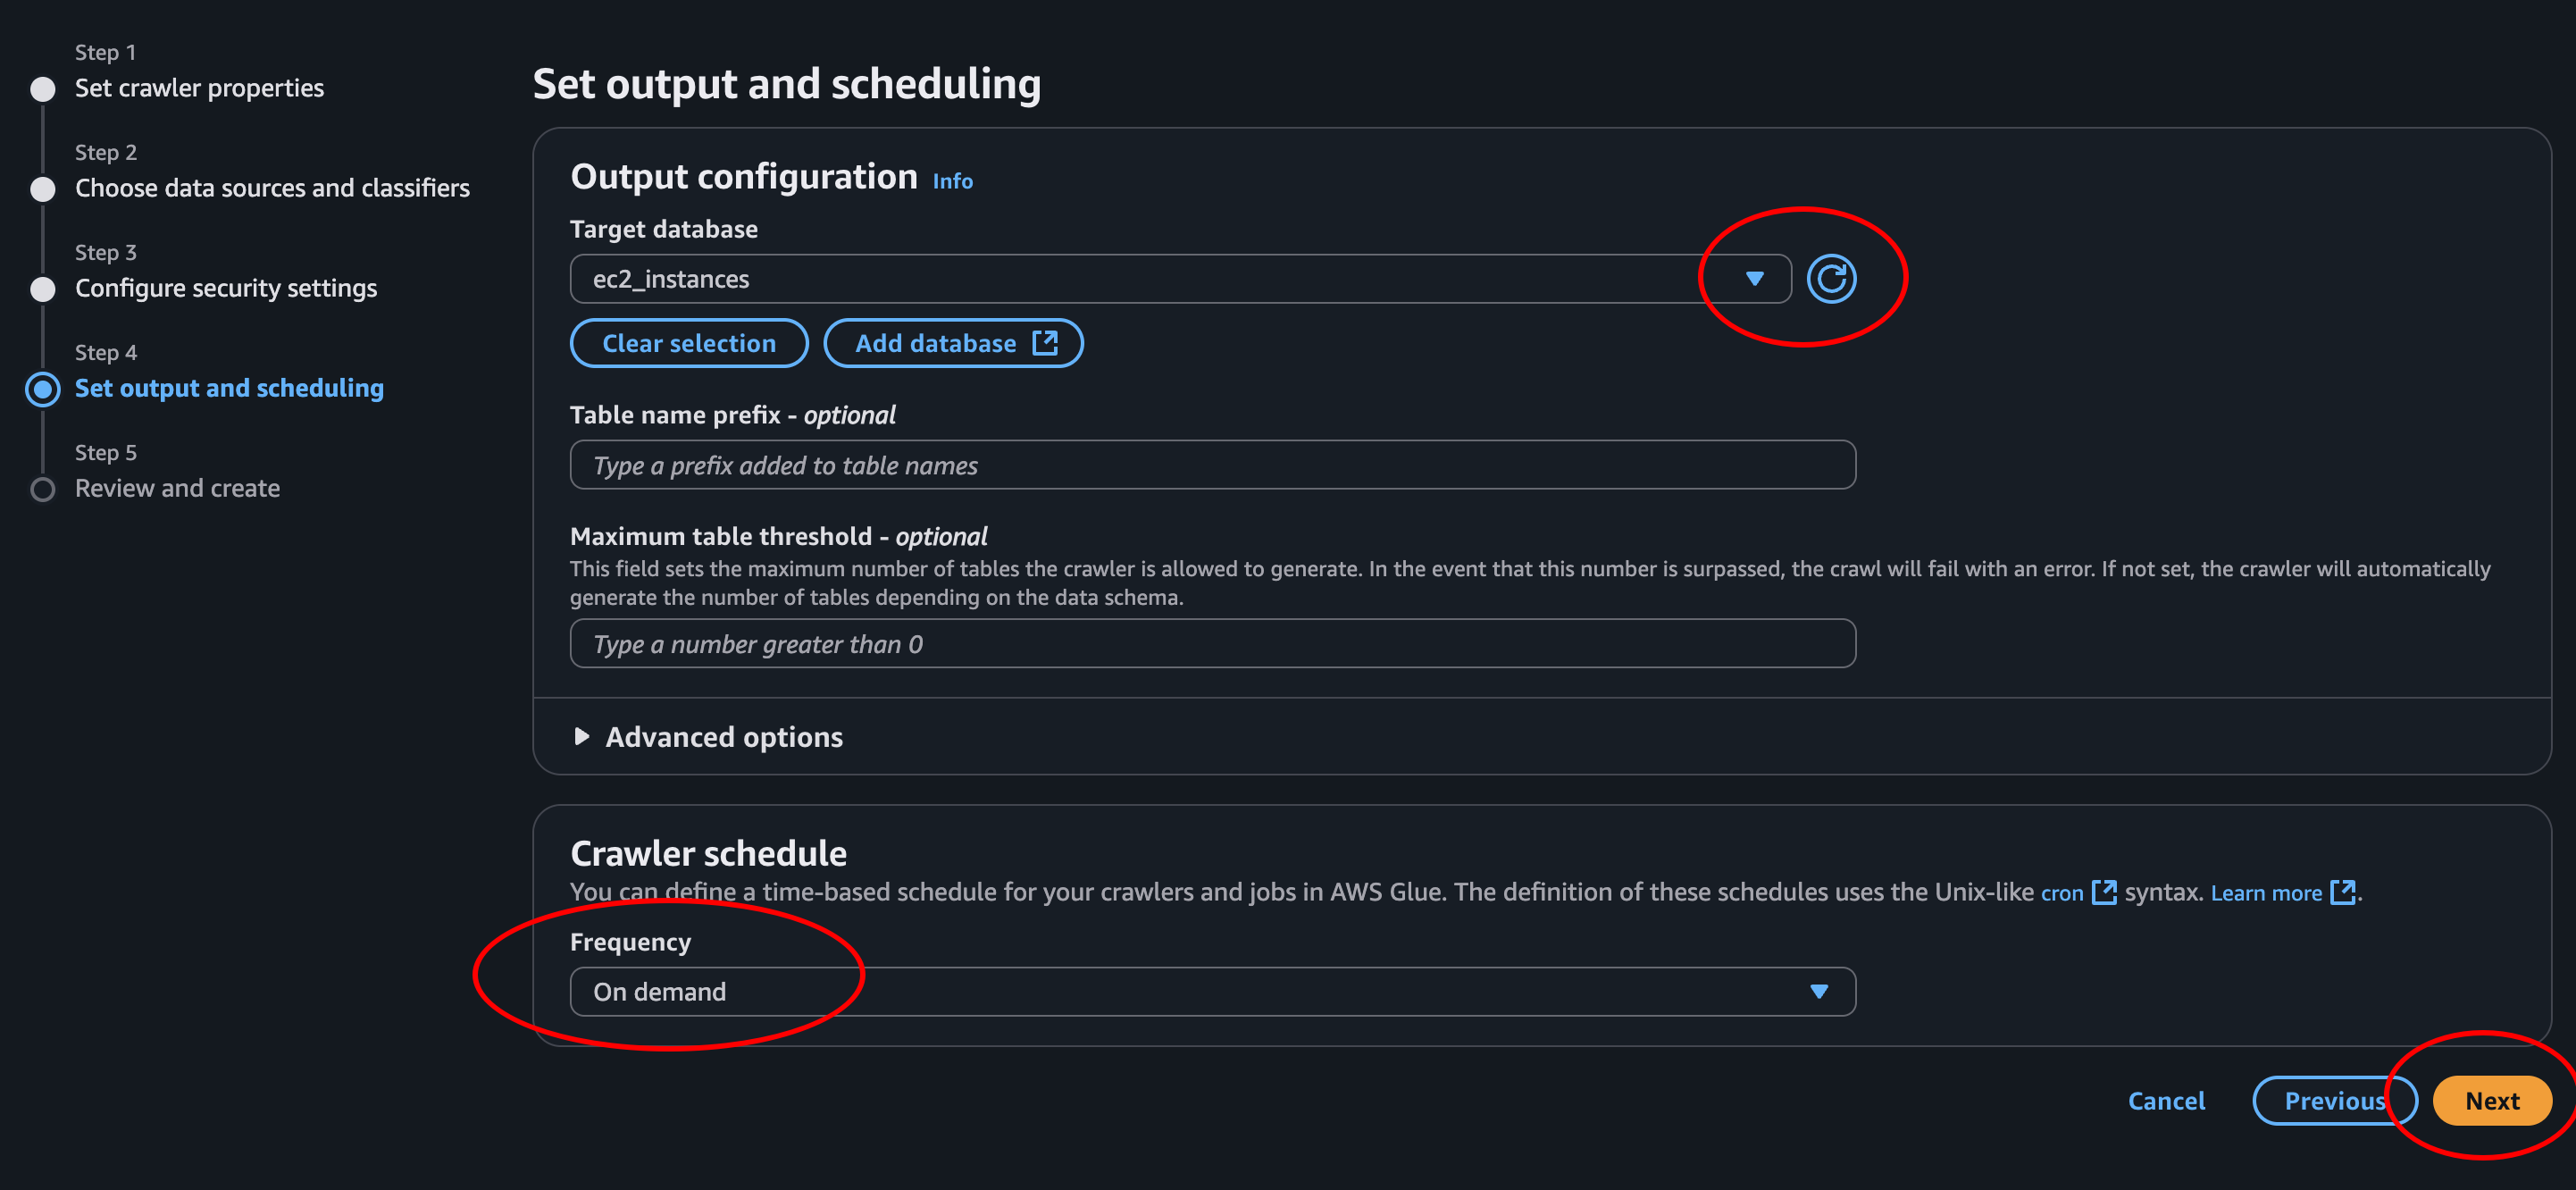 Step 1
Set crawler properties
Step 2
Choose data sources and classifiers
Step 3
Configure security settings
Step 4
Set output and scheduling
Step 5
Review and create
Set output and scheduling
Output configuration Info
Target database
ec2_instances
Clear selection Add database
Table name prefix - optional
Type a prefix added to table names
Maximum table threshold - optional
This field sets the maximum number of tables the crawler is allowed to generate. In the event that this number is surpassed, the crawl will fail with an error. If not set, the crawler will automatically
generate the number of tables depending on the data schema.
Type a number greater than 0
Advanced options
Crawler schedule
You can define a time-based schedule for your crawlers and jobs in AWS Glue. The definition of these schedules uses the Unix-like cron syntax. Learn more.
Frequency
On demand
Cancel Previous Next